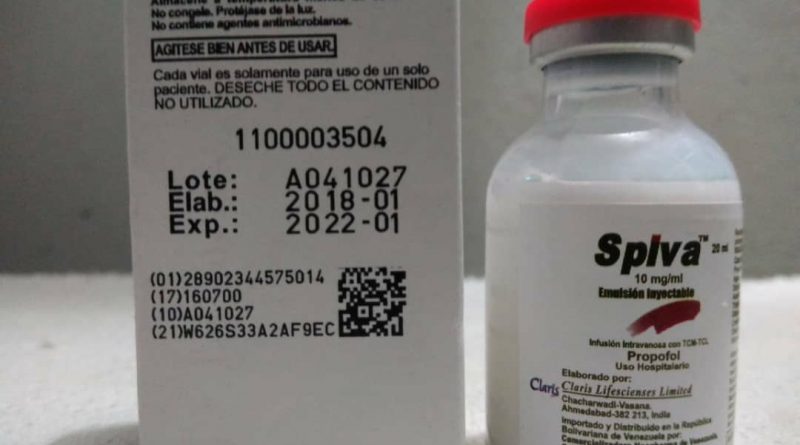 No congele. Protéjase de la luz.
No contiene agentes antimicrobianos.
AGITESE BIEN ANTES DE USAR.
Cada vial es solamente para uso de un solo
paciente. DESECHE TODO EL CONTENIDO
NO UTILIZADO.
1100003504
Lote: A041027
Elab.: 2018-01
Exp.: 2022-01
(01)28902344575014
(17)160700
(10)A041027
(21)W626S33A2AF9EC
Spiva™ 20 ml
10 mg/ml
Emulsión Inyectable
Infusión Intravenosa con TCM-TCL
Propofol
Uso Hospitalario
Elaborado por:
Claris Claris Lifescienses Limited
Chacharwadi-Vasana.
Ahmedabad-382 213, India
Importado y Distribuido en la República
Bolivariana de Venezuela por: